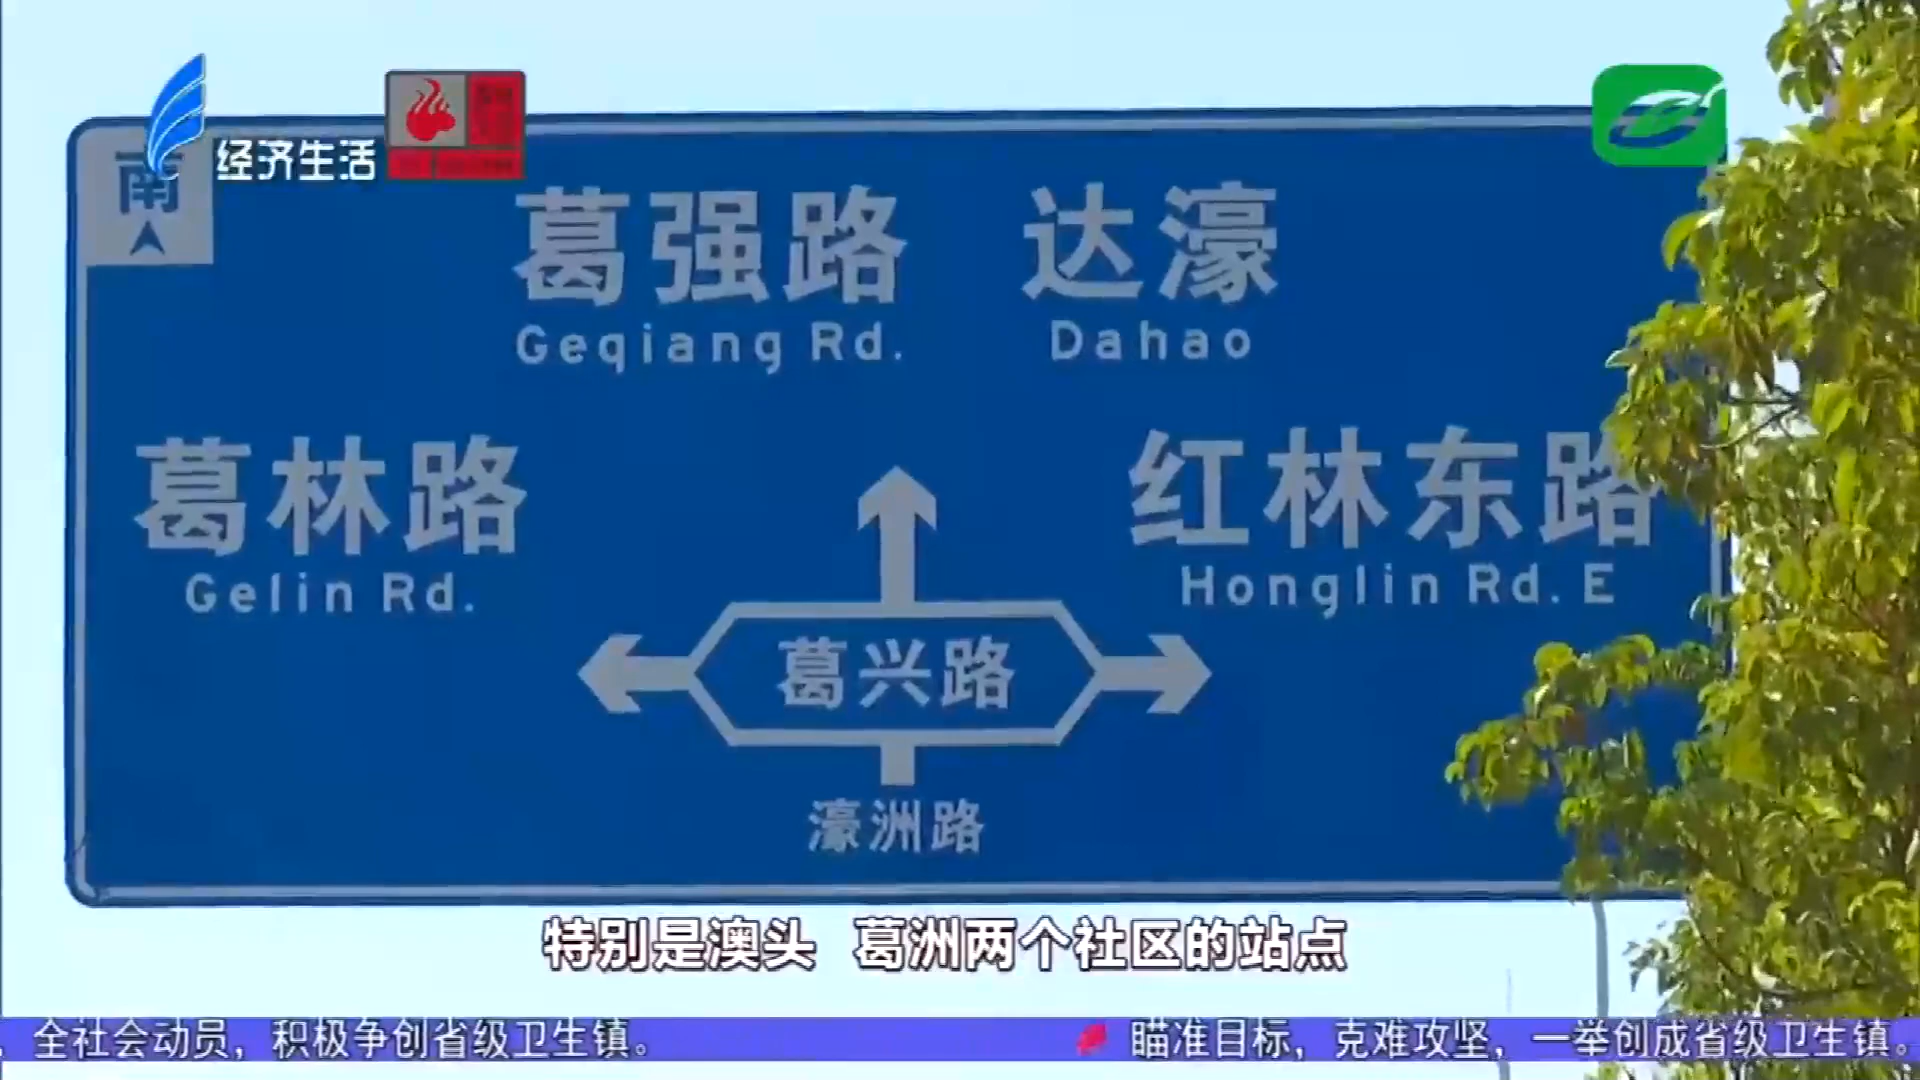 经济生活
南
葛强路 达濠
Geqiang Rd. Dahao
葛林路
Gelin Rd.
红林东路
Honglin Rd. E
葛兴路
濠洲路
特别是澳头 葛洲两个社区的站点
全社会动员，积极争创省级卫生镇。 瞄准目标，克难攻坚，一举创成省级卫生镇。